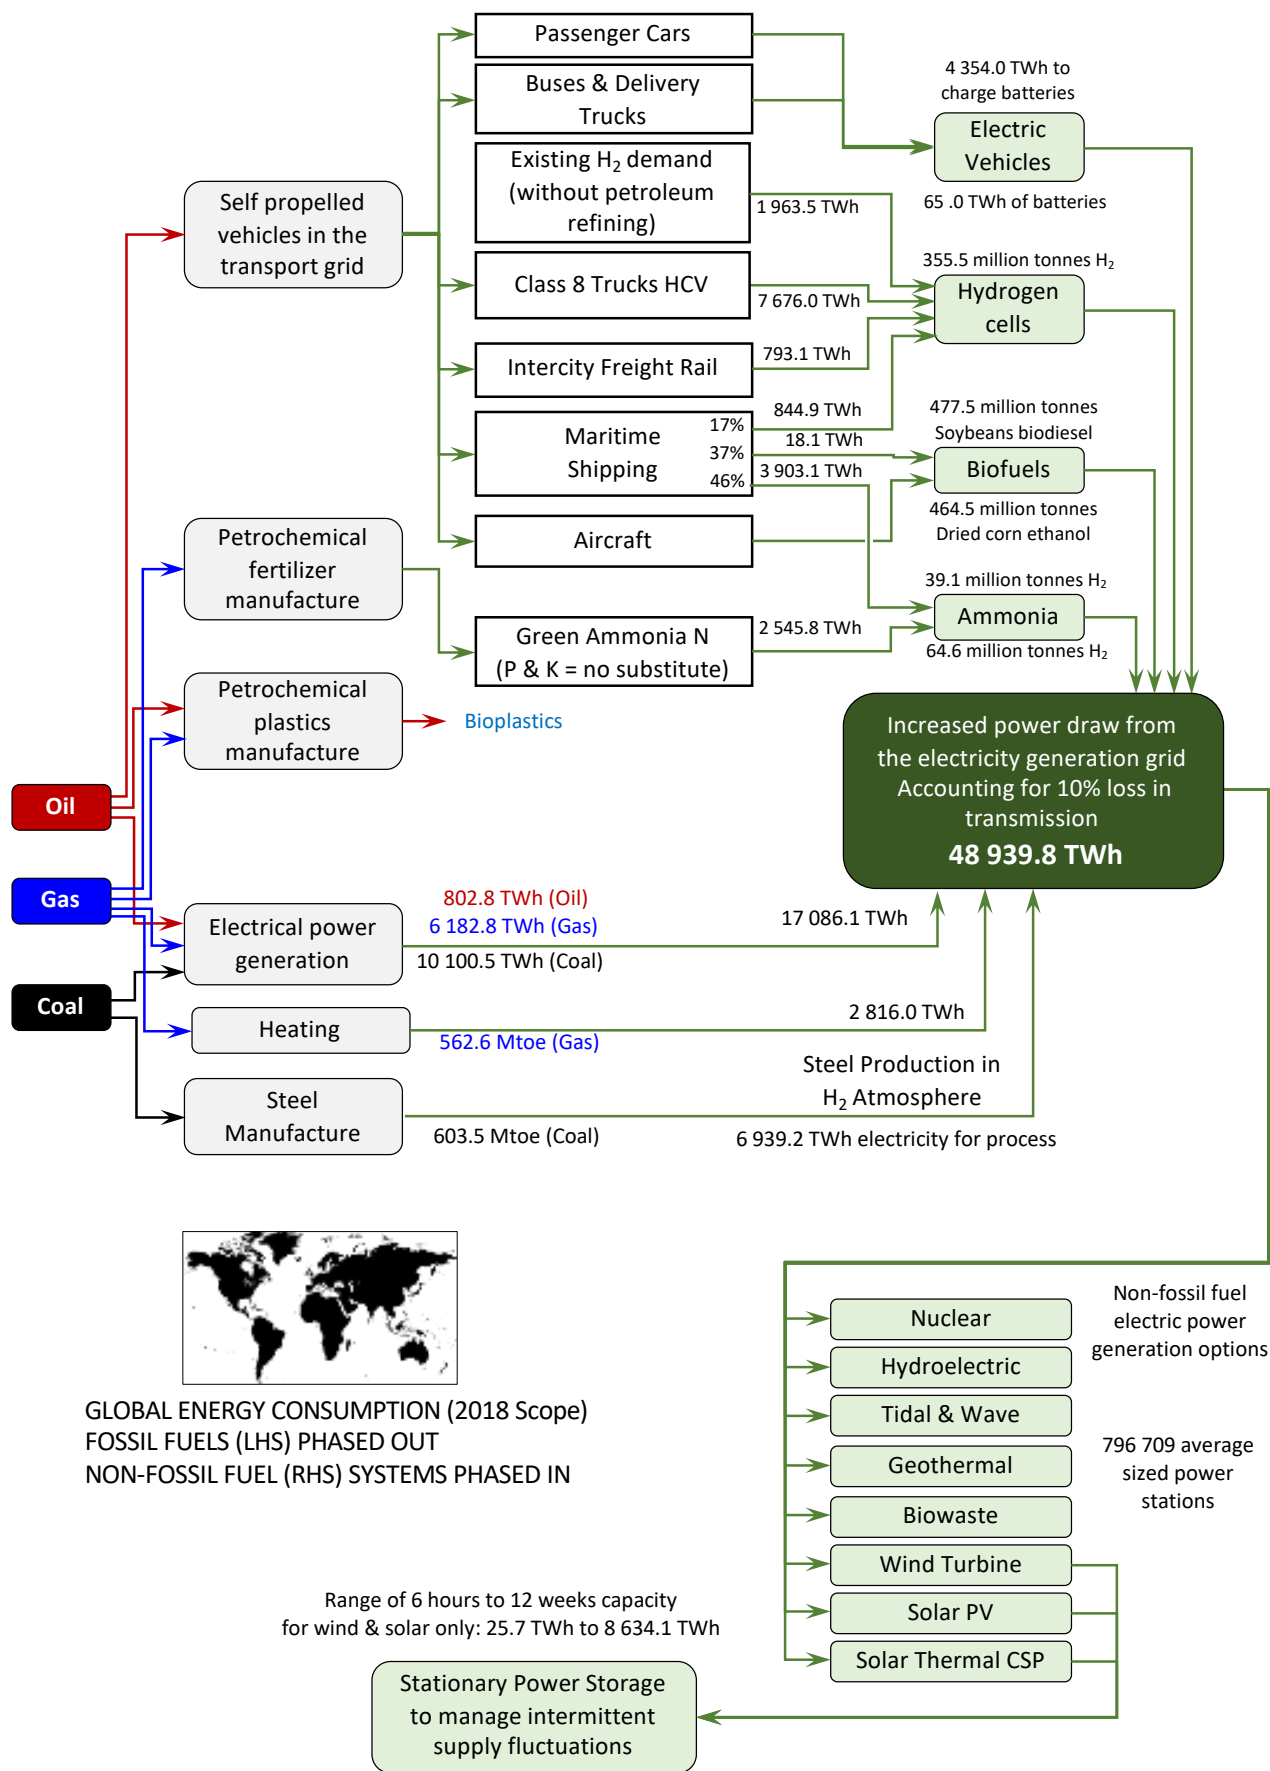 Passenger Cars
Buses & Delivery
Trucks
Existing H₂ demand
(without petroleum
refining)
1 963.5 TWh
Class 8 Trucks HCV
7 676.0 TWh
Intercity Freight Rail
793.1 TWh
Maritime
Shipping
17%
37%
46%
844.9 TWh
18.1 TWh
3 903.1 TWh
Aircraft
Green Ammonia N
(P & K = no substitute)
2 545.8 TWh
Self propelled
vehicles in the
transport grid
Petrochemical
fertilizer
manufacture
Petrochemical
plastics
manufacture
Bioplastics
4 354.0 TWh to
charge batteries
Electric
Vehicles
65 .0 TWh of batteries
355.5 million tonnes H₂
Hydrogen
cells
477.5 million tonnes
Soybeans biodiesel
Biofuels
464.5 million tonnes
Dried corn ethanol
39.1 million tonnes H₂
Ammonia
64.6 million tonnes H₂
Increased power draw from
the electricity generation grid
Accounting for 10% loss in
transmission
48 939.8 TWh
Oil
Gas
Coal
Electrical power
generation
802.8 TWh (Oil)
6 182.8 TWh (Gas)
10 100.5 TWh (Coal)
17 086.1 TWh
Heating
562.6 Mtoe (Gas)
2 816.0 TWh
Steel
Manufacture
603.5 Mtoe (Coal)
Steel Production in
H₂ Atmosphere
6 939.2 TWh electricity for process
GLOBAL ENERGY CONSUMPTION (2018 Scope)
FOSSIL FUELS (LHS) PHASED OUT
NON-FOSSIL FUEL (RHS) SYSTEMS PHASED IN
Nuclear
Hydroelectric
Tidal & Wave
Geothermal
Biowaste
Wind Turbine
Solar PV
Solar Thermal CSP
Non-fossil fuel
electric power
generation options
796 709 average
sized power
stations
Range of 6 hours to 12 weeks capacity
for wind & solar only: 25.7 TWh to 8 634.1 TWh
Stationary Power Storage
to manage intermittent
supply fluctuations